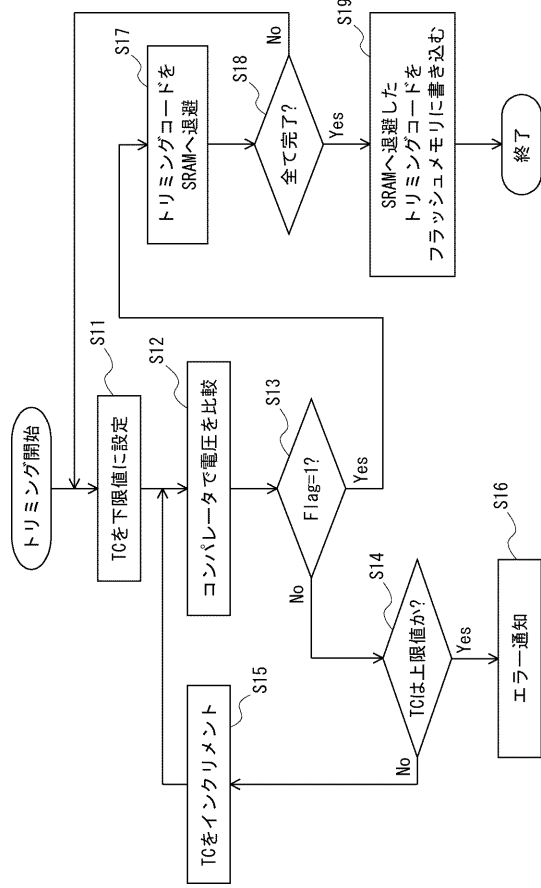 トリミング開始
S11
TCを下限値に設定
S12
コンパレータで電圧を比較
S13
Flag=1?
No
Yes
S14
TCは上限値か?
No
Yes
S15
TCをインクリメント
S16
エラー通知
S17
トリミングコードを
SRAMへ退避
S18
全て完了?
No
Yes
S19
SRAMへ退避した
トリミングコードを
フラッシュメモリに書き込む
終了